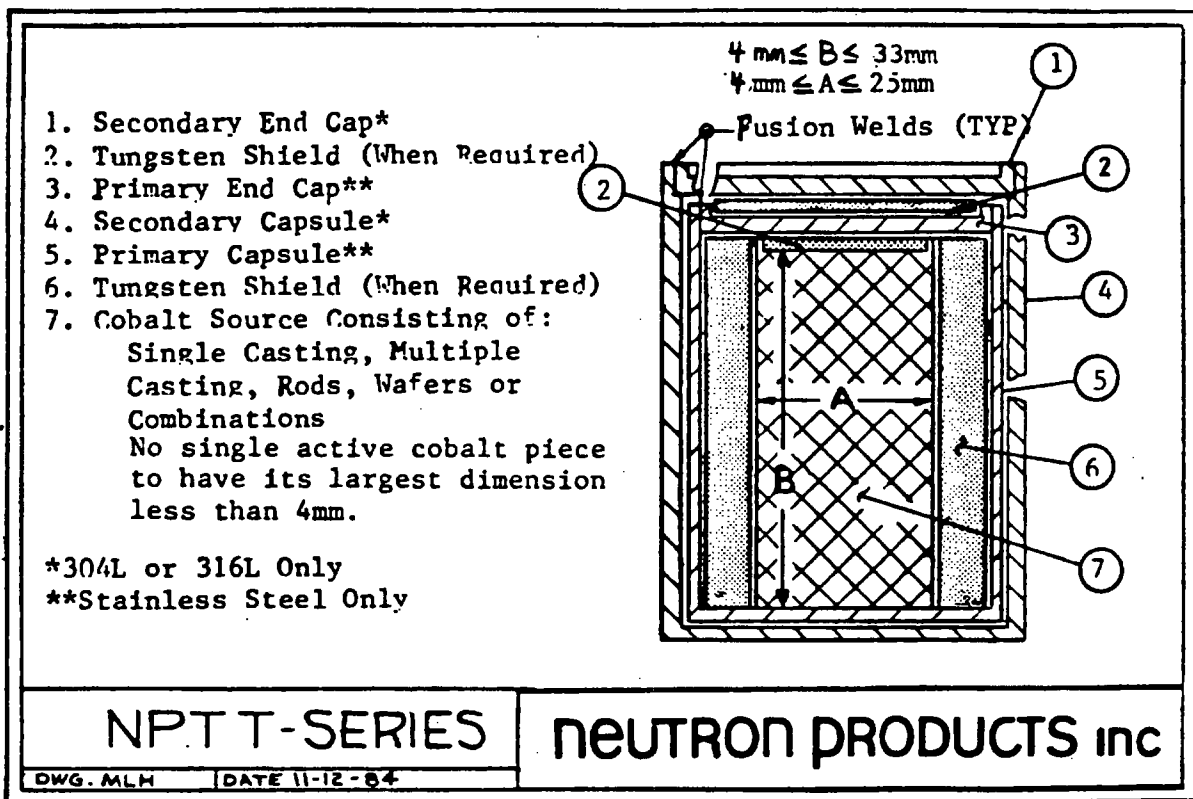 4 mm ≤ B ≤ 33mm
4 mm ≤ A ≤ 25mm
Fusion Welds (TYP)
1. Secondary End Cap*
2. Tungsten Shield (When Required)
3. Primary End Cap**
4. Secondary Capsule*
5. Primary Capsule**
6. Tungsten Shield (When Required)
7. Cobalt Source Consisting of:
Single Casting, Multiple
Casting, Rods, Wafers or
Combinations
No single active cobalt piece
to have its largest dimension
less than 4mm.
*304L or 316L Only
**Stainless Steel Only
1
2
2
3
4
5
6
7
A
B
NPTT T-SERIES
neutron products inc
DWG. MLH
DATE 11-12-84